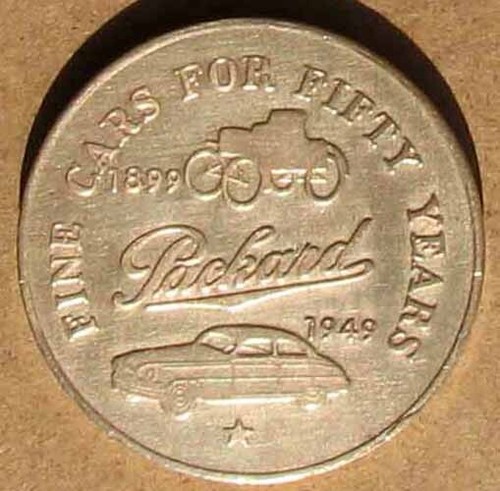 FINE CARS FOR FIFTY YEARS
1899
Packard
1949